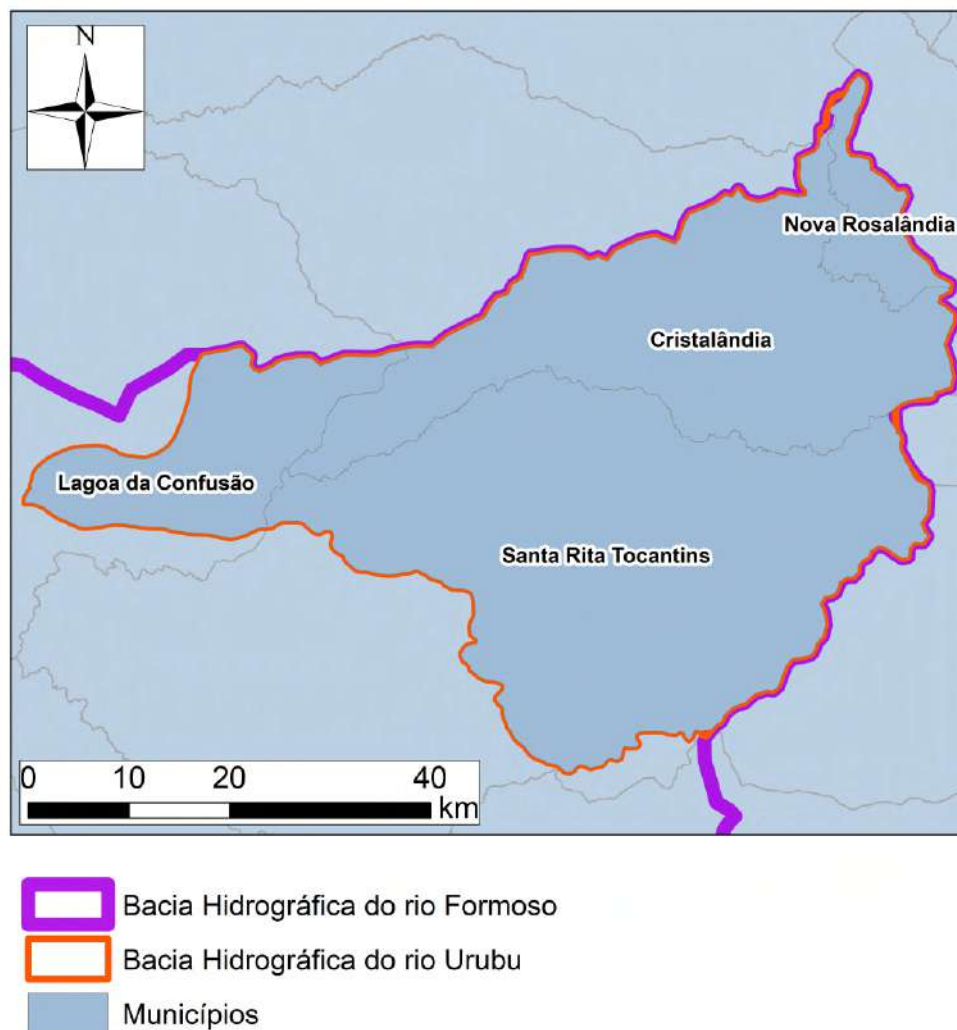 N
Nova Rosalândia
Cristalândia
Lagoa da Confusão
Santa Rita Tocantins
0 10 20 40
km
Bacia Hidrográfica do rio Formoso
Bacia Hidrográfica do rio Urubu
Municípios